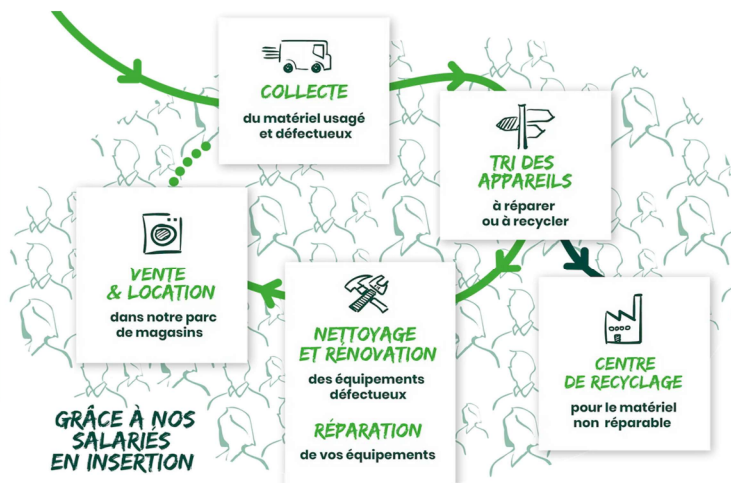 COLLECTE
du matériel usagé
et défectueux
TRI DES
APPAREILS
à réparer
ou à recycler
VENTE
& LOCATION
dans notre parc
de magasins
NETTOYAGE
ET RÉNOVATION
des équipements
défectueux
RÉPARATION
de vos équipements
CENTRE
DE RECYCLAGE
pour le matériel
non réparable
GRÂCE À NOS
SALARIÉS
EN INSERTION